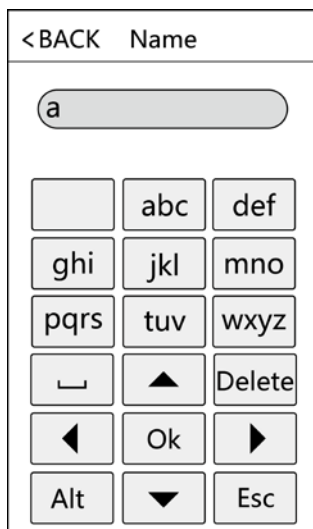 <BACK Name
a
abc def
ghi jkl mno
pqrs tuv wxyz
Delete
Ok
Alt Esc